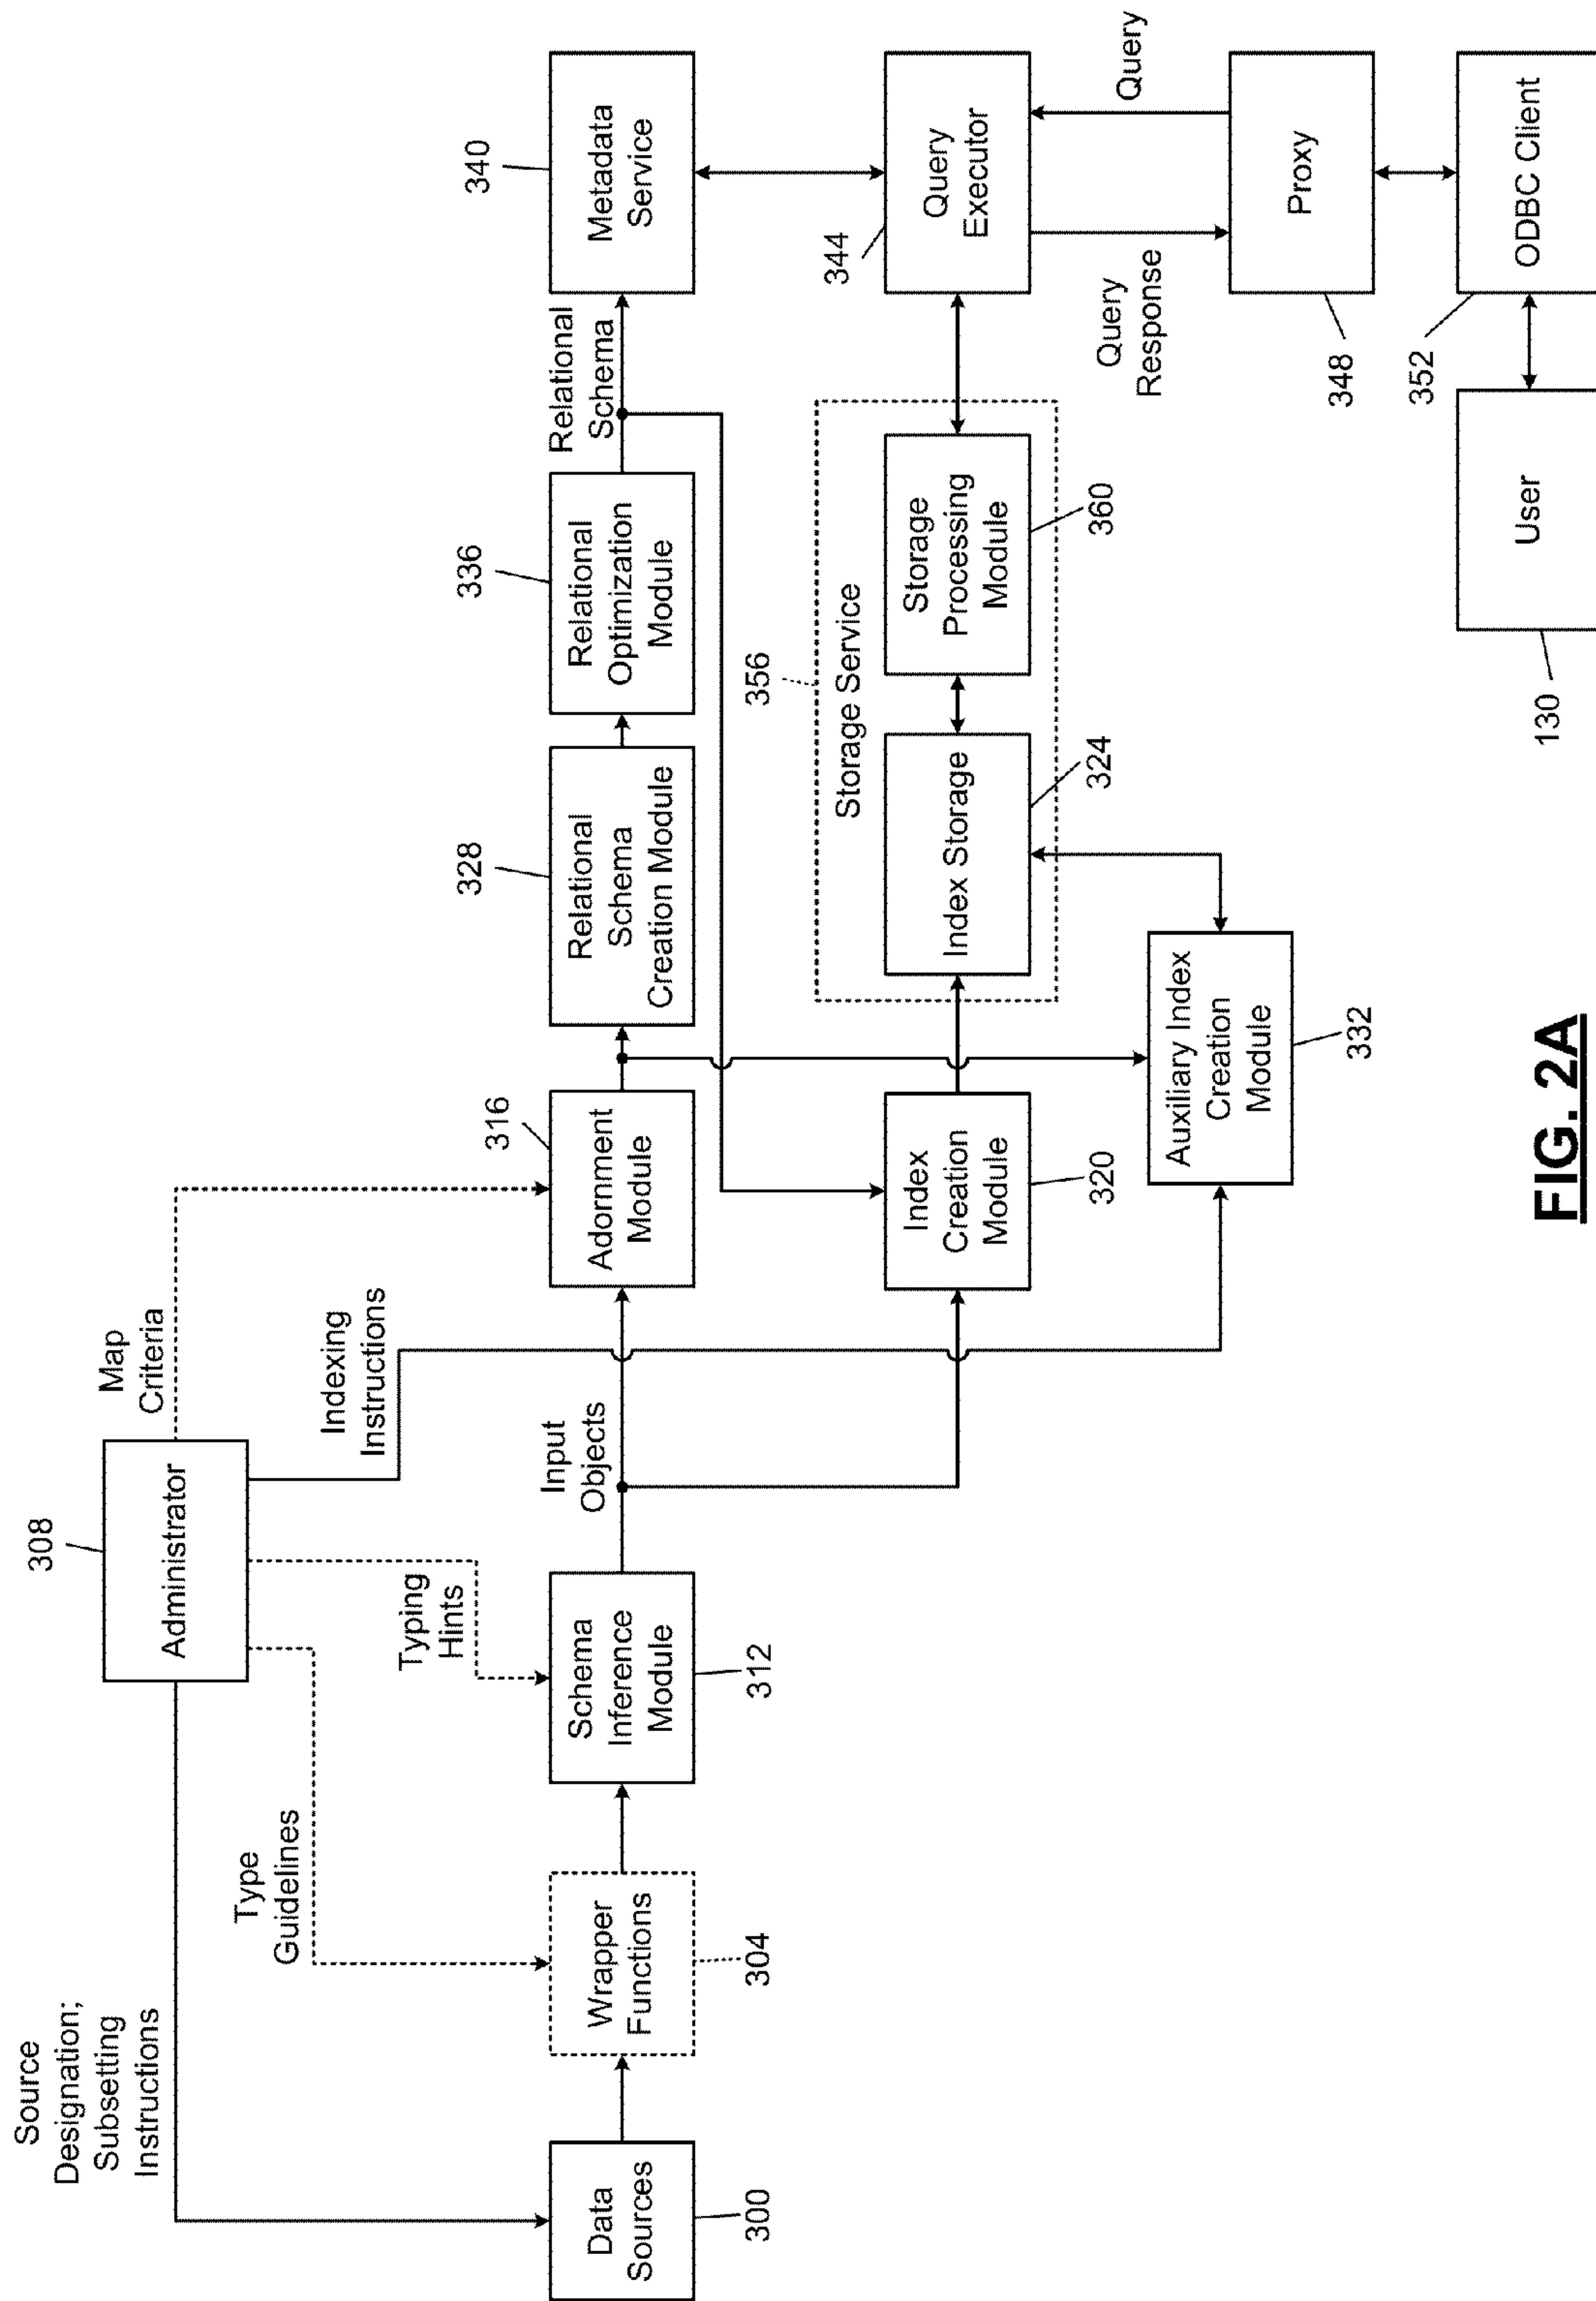 Source
Designation;
Subsetting
Instructions
308
Administrator
Map
Criteria
Type
Guidelines
Typing
Hints
Indexing
Instructions
Data
Sources
300
Wrapper
Functions
304
Schema
Inference
Module
312
Input
Objects
316
Adornment
Module
328
Relational
Schema
Creation Module
336
Relational
Optimization
Module
Relational
Schema
340
Metadata
Service
Index
Creation
Module
320
356
Storage Service
Index Storage
324
Storage
Processing
Module
360
344
Query
Executor
Auxiliary Index
Creation
Module
332
Query
Response
Query
Proxy
348
352
ODBC Client
User
130
FIG. 2A